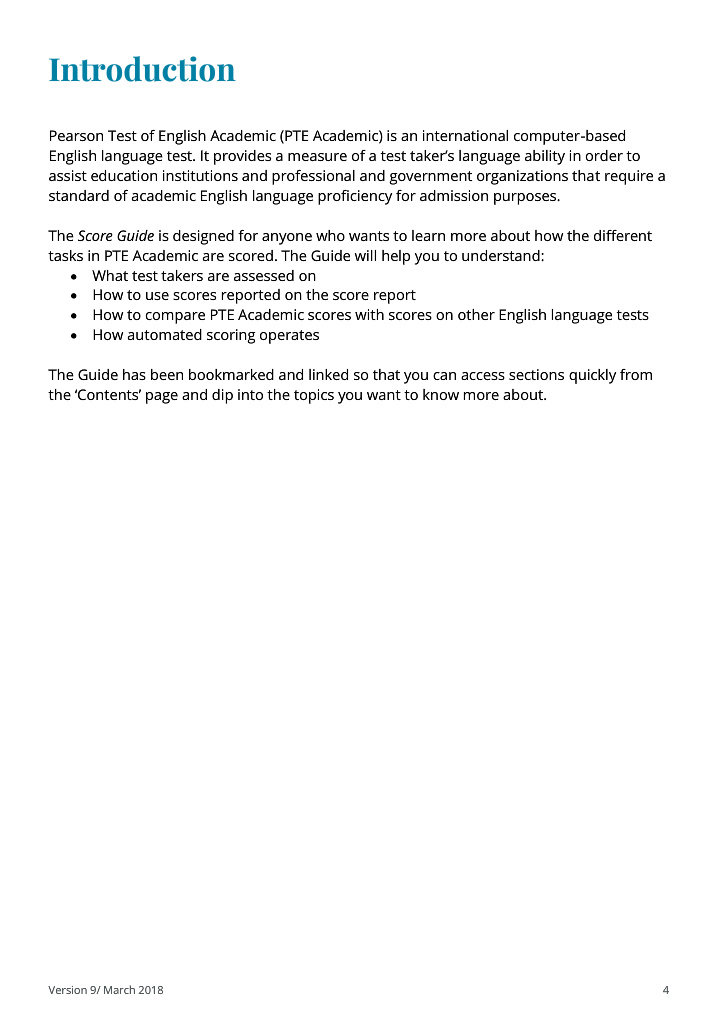 Introduction
Pearson Test of English Academic (PTE Academic) is an international computer-based
English language test. It provides a measure of a test taker’s language ability in order to
assist education institutions and professional and government organizations that require a
standard of academic English language proficiency for admission purposes.
The Score Guide is designed for anyone who wants to learn more about how the different
tasks in PTE Academic are scored. The Guide will help you to understand:
• What test takers are assessed on
• How to use scores reported on the score report
• How to compare PTE Academic scores with scores on other English language tests
• How automated scoring operates
The Guide has been bookmarked and linked so that you can access sections quickly from
the ‘Contents’ page and dip into the topics you want to know more about.
Version 9/ March 2018 4